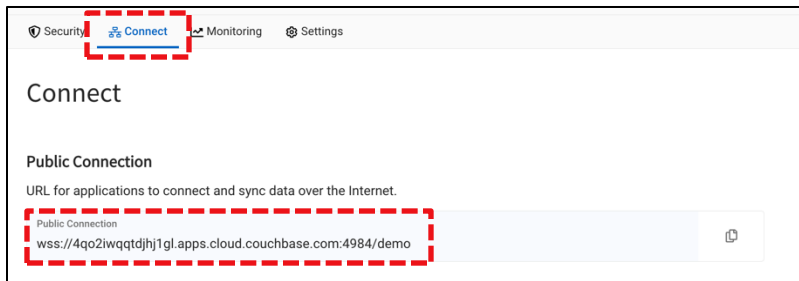 Security Connect Monitoring Settings
Connect
Public Connection
URL for applications to connect and sync data over the Internet.
Public Connection
wss://4qo2iwqqtdjhj1gl.apps.cloud.couchbase.com:4984/demo